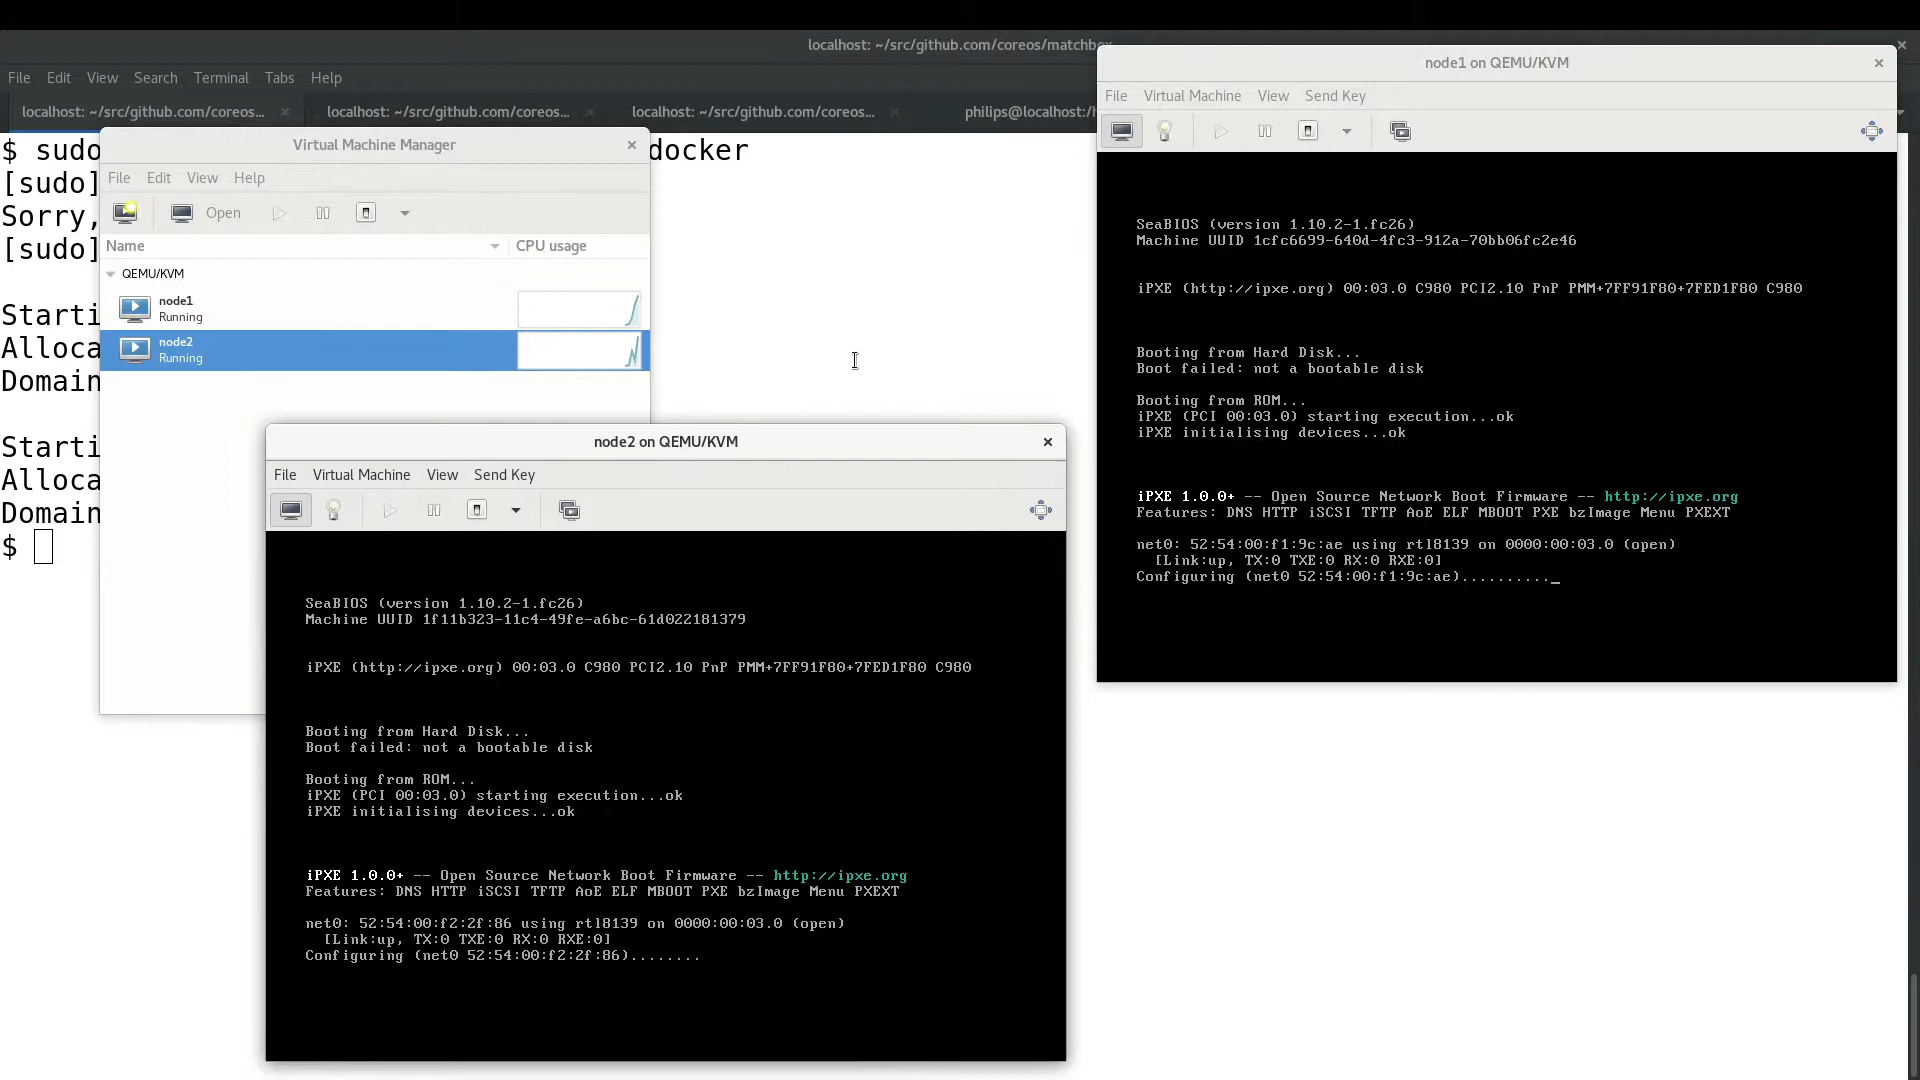 localhost: ~/src/github.com/coreos/matchbox
File Edit View Search Terminal Tabs Help
localhost: ~/src/github.com/coreos...
localhost: ~/src/github.com/coreos...
localhost: ~/src/github.com/coreos...
philips@localhost:/
$ sudo
docker
[sudo]
Sorry,
[sudo]
Starti
Alloca
Domain
Starti
Alloca
Domain
$
Virtual Machine Manager
File Edit View Help
Open
Name CPU usage
QEMU/KVM
node1
Running
node2
Running
node2 on QEMU/KVM
File Virtual Machine View Send Key
SeaBIOS (version 1.10.2-1.fc26)
Machine UUID 1f11b323-11c4-49fe-a6bc-61d022181379
iPXE (http://ipxe.org) 00:03.0 C980 PCI2.10 PnP PMM+7FF91F80+7FED1F80 C980
Booting from Hard Disk...
Boot failed: not a bootable disk
Booting from ROM...
iPXE (PCI 00:03.0) starting execution...ok
iPXE initialising devices...ok
iPXE 1.0.0+ -- Open Source Network Boot Firmware -- http://ipxe.org
Features: DNS HTTP iSCSI TFTP AoE ELF MBOOT PXE bzImage Menu PXEXT
net0: 52:54:00:f2:2f:86 using rtl8139 on 0000:00:03.0 (open)
[Link:up, TX:0 TXE:0 RX:0 RXE:0]
Configuring (net0 52:54:00:f2:2f:86)........
node1 on QEMU/KVM
File Virtual Machine View Send Key
SeaBIOS (version 1.10.2-1.fc26)
Machine UUID 1cfc6699-640d-4fc3-912a-70bb06fc2e46
iPXE (http://ipxe.org) 00:03.0 C980 PCI2.10 PnP PMM+7FF91F80+7FED1F80 C980
Booting from Hard Disk...
Boot failed: not a bootable disk
Booting from ROM...
iPXE (PCI 00:03.0) starting execution...ok
iPXE initialising devices...ok
iPXE 1.0.0+ -- Open Source Network Boot Firmware -- http://ipxe.org
Features: DNS HTTP iSCSI TFTP AoE ELF MBOOT PXE bzImage Menu PXEXT
net0: 52:54:00:f1:9c:ae using rtl8139 on 0000:00:03.0 (open)
[Link:up, TX:0 TXE:0 RX:0 RXE:0]
Configuring (net0 52:54:00:f1:9c:ae).........._